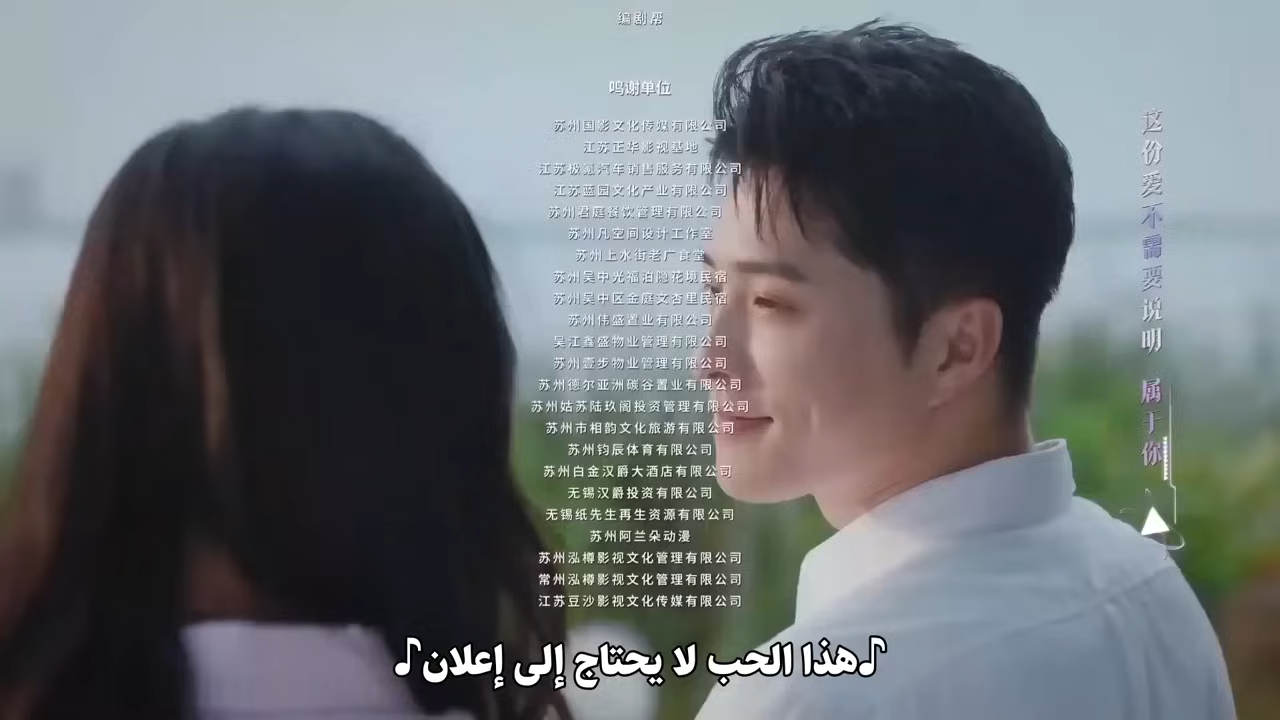 编剧帮
鸣谢单位
苏州国影文化传媒有限公司
江苏正华影视基地
江苏极氪汽车销售服务有限公司
江苏蓝园文化产业有限公司
苏州君庭餐饮管理有限公司
苏州凡空间设计工作室
苏州上水街老厂食堂
苏州吴中光福泊隐花境民宿
苏州吴中区金庭文杏里民宿
苏州伟盛置业有限公司
吴江鑫盛物业管理有限公司
苏州壹步物业管理有限公司
苏州德尔亚洲碳谷置业有限公司
苏州姑苏陆玖阁投资管理有限公司
苏州市相韵文化旅游有限公司
苏州钧辰体育有限公司
苏州白金汉爵大酒店有限公司
无锡汉爵投资有限公司
无锡纸先生再生资源有限公司
苏州阿兰朵动漫
苏州泓樽影视文化管理有限公司
常州泓樽影视文化管理有限公司
江苏豆沙影视文化传媒有限公司
这份爱不需要说明 属于你
♪هذا الحب لا يحتاج إلى إعلان♪